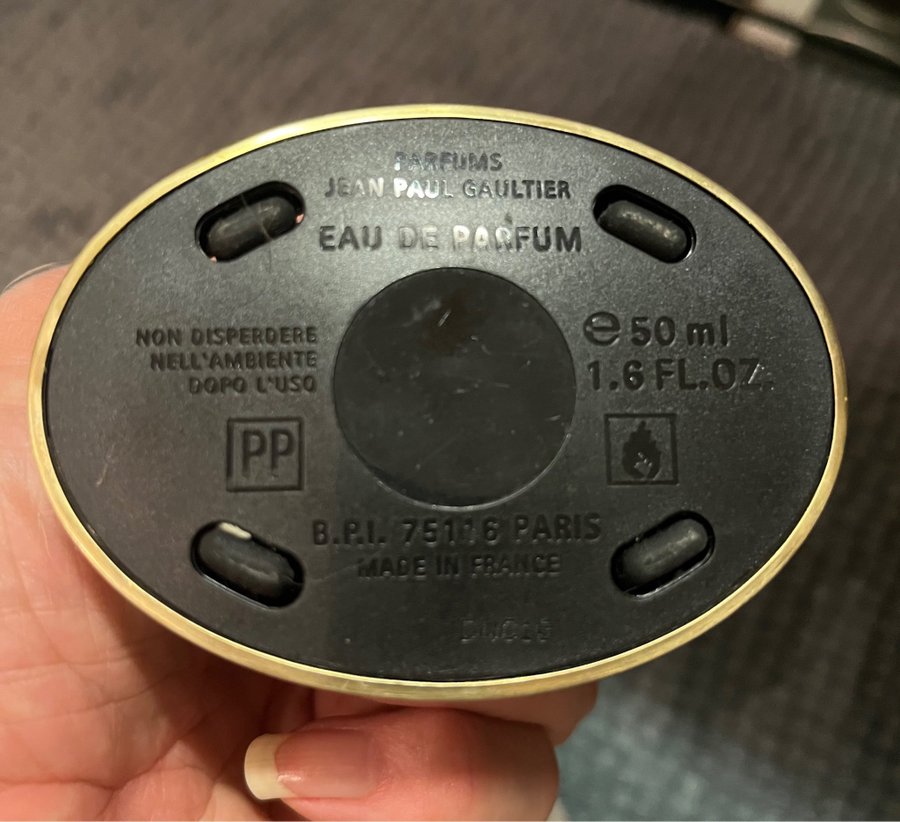 PARFUMS
JEAN PAUL GAULTIER
EAU DE PARFUM
NON DISPERDERE
NELL'AMBIENTE
DOPO L'USO
PP
℮ 50 ml
1.6 FL.OZ.
B.P.I. 75116 PARIS
MADE IN FRANCE